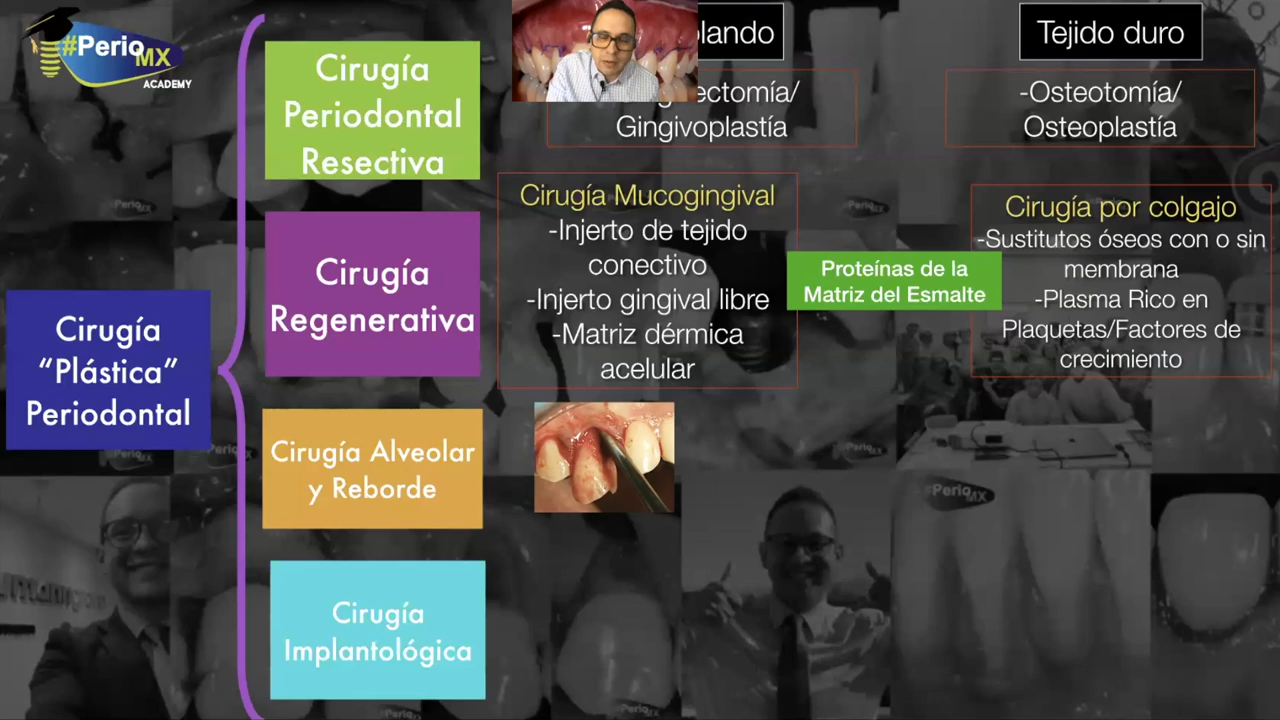 #Perio
MX
ACADEMY
Cirugía
“Plástica”
Periodontal
Cirugía
Periodontal
Resectiva
Cirugía
Regenerativa
Cirugía Alveolar
y Reborde
Cirugía
Implantológica
Gingivoplastía
Cirugía Mucogingival
-Injerto de tejido
conectivo
-Injerto gingival libre
-Matriz dérmica
acelular
Proteínas de la
Matriz del Esmalte
Tejido duro
-Osteotomía/
Osteoplastía
Cirugía por colgajo
-Sustitutos óseos con o sin
membrana
-Plasma Rico en
Plaquetas/Factores de
crecimiento
#Perio MX